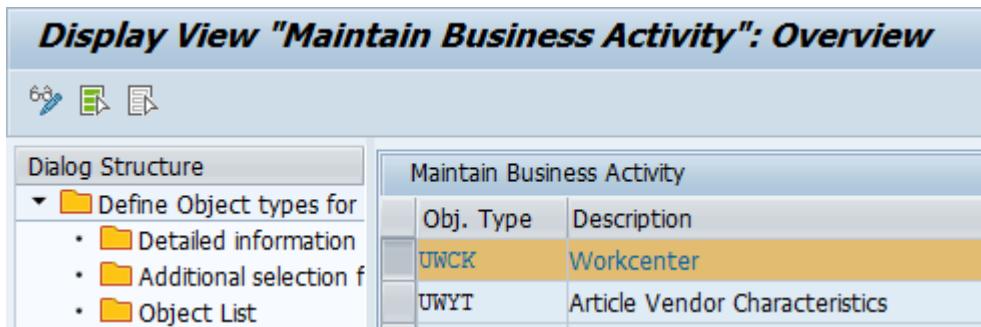 Display View "Maintain Business Activity": Overview
Dialog Structure
Define Object types for
Detailed information
Additional selection f
Object List
Maintain Business Activity
Obj. Type Description
UWCK Workcenter
UWYT Article Vendor Characteristics